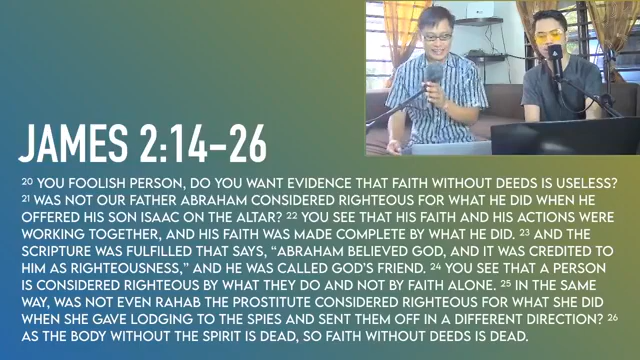 JAMES 2:14-26
20 YOU FOOLISH PERSON, DO YOU WANT EVIDENCE THAT FAITH WITHOUT DEEDS IS USELESS?
21 WAS NOT OUR FATHER ABRAHAM CONSIDERED RIGHTEOUS FOR WHAT HE DID WHEN HE
OFFERED HIS SON ISAAC ON THE ALTAR? 22 YOU SEE THAT HIS FAITH AND HIS ACTIONS WERE
WORKING TOGETHER, AND HIS FAITH WAS MADE COMPLETE BY WHAT HE DID. 23 AND THE
SCRIPTURE WAS FULFILLED THAT SAYS, “ABRAHAM BELIEVED GOD, AND IT WAS CREDITED TO
HIM AS RIGHTEOUSNESS,” AND HE WAS CALLED GOD’S FRIEND. 24 YOU SEE THAT A PERSON
IS CONSIDERED RIGHTEOUS BY WHAT THEY DO AND NOT BY FAITH ALONE. 25 IN THE SAME
WAY, WAS NOT EVEN RAHAB THE PROSTITUTE CONSIDERED RIGHTEOUS FOR WHAT SHE DID
WHEN SHE GAVE LODGING TO THE SPIES AND SENT THEM OFF IN A DIFFERENT DIRECTION? 26
AS THE BODY WITHOUT THE SPIRIT IS DEAD, SO FAITH WITHOUT DEEDS IS DEAD.